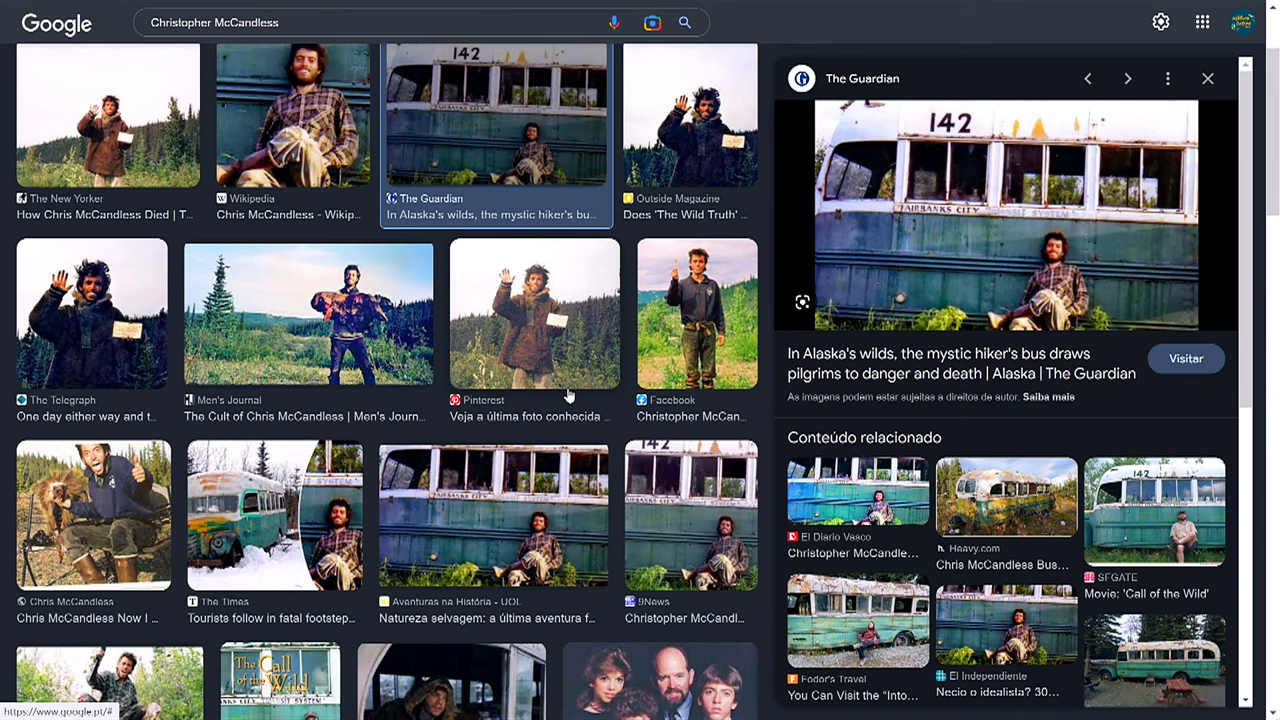 Google
Christopher McCandless
The New Yorker
How Chris McCandless Died | T...
Wikipedia
Chris McCandless - Wikip...
142
The Guardian
In Alaska's wilds, the mystic hiker's bu...
Outside Magazine
Does 'The Wild Truth' ...
The Telegraph
One day either way and t...
Men's Journal
The Cult of Chris McCandless | Men's Journ...
Pinterest
Veja a última foto conhecida ...
Facebook
Christopher McCan...
Chris McCandless
Chris McCandless Now I ...
The Times
Tourists follow in fatal footstep...
FAIRBANKS CITY
Aventuras na História - UOL
Natureza selvagem: a última aventura f...
142
9News
Christopher McCandl...
The Call
of the Wild
https://www.google.pt/#
The Guardian
142
FAIRBANKS CITY TRANSIT SYSTEM
In Alaska's wilds, the mystic hiker's bus draws
pilgrims to danger and death | Alaska | The Guardian
Visitar
As imagens podem estar sujeitas a direitos de autor. Saiba mais
Conteúdo relacionado
El Diario Vasco
Christopher McCandle...
Heavy.com
Chris McCandless Bus...
142
SFGATE
Movie: 'Call of the Wild'
Fodor's Travel
You Can Visit the "Into...
El Independiente
Necio o idealista? 30...